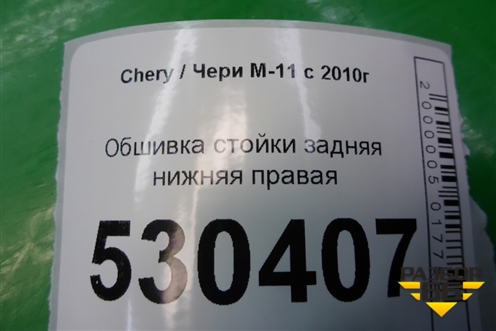 Chery / Чери М-11 с 2010г
Обшивка стойки задняя
нижняя правая
530407